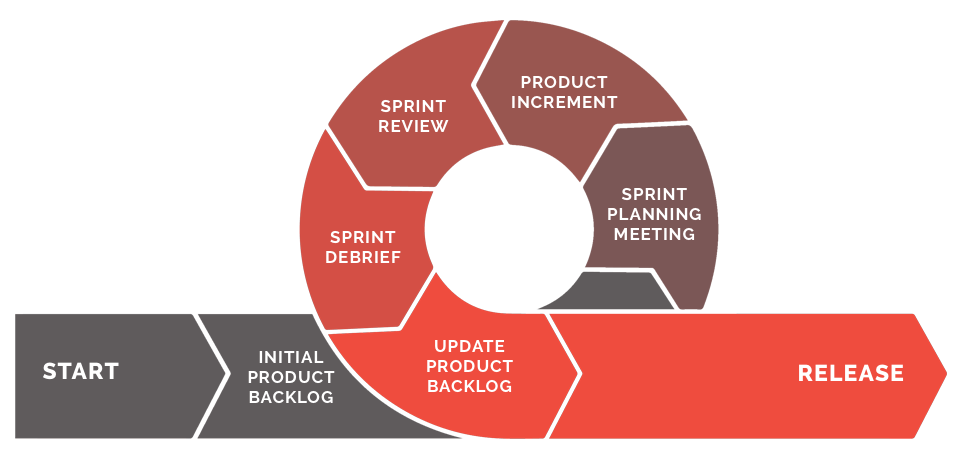 START
INITIAL
PRODUCT
BACKLOG
SPRINT
PLANNING
MEETING
PRODUCT
INCREMENT
SPRINT
REVIEW
SPRINT
DEBRIEF
UPDATE
PRODUCT
BACKLOG
RELEASE